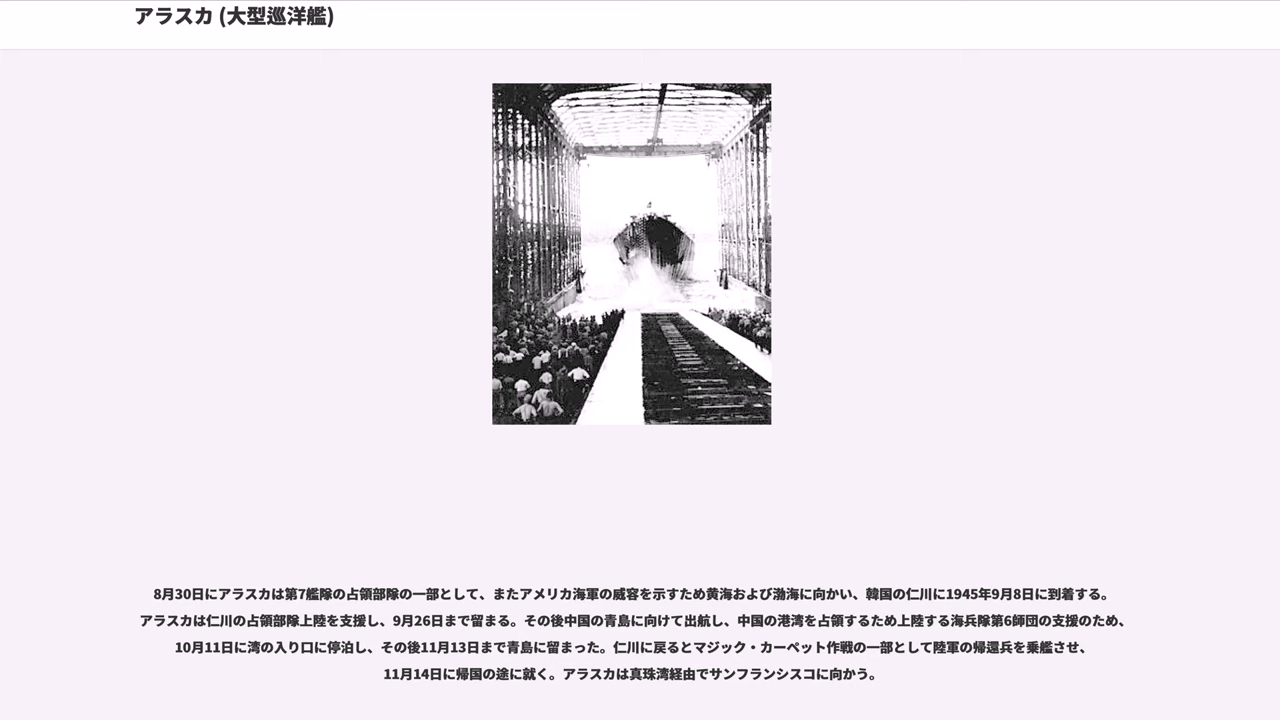 アラスカ (大型巡洋艦)
8月30日にアラスカは第7艦隊の占領部隊の一部として、またアメリカ海軍の威容を示すため黄海および渤海に向かい、韓国の仁川に1945年9月8日に到着する。
アラスカは仁川の占領部隊上陸を支援し、9月26日まで留まる。その後中国の青島に向けて出航し、中国の港湾を占領するため上陸する海兵隊第6師団の支援のため、
10月11日に湾の入り口に停泊し、その後11月13日まで青島に留まった。仁川に戻るとマジック・カーペット作戦の一部として陸軍の帰還兵を乗艦させ、
11月14日に帰国の途に就く。アラスカは真珠湾経由でサンフランシスコに向かう。